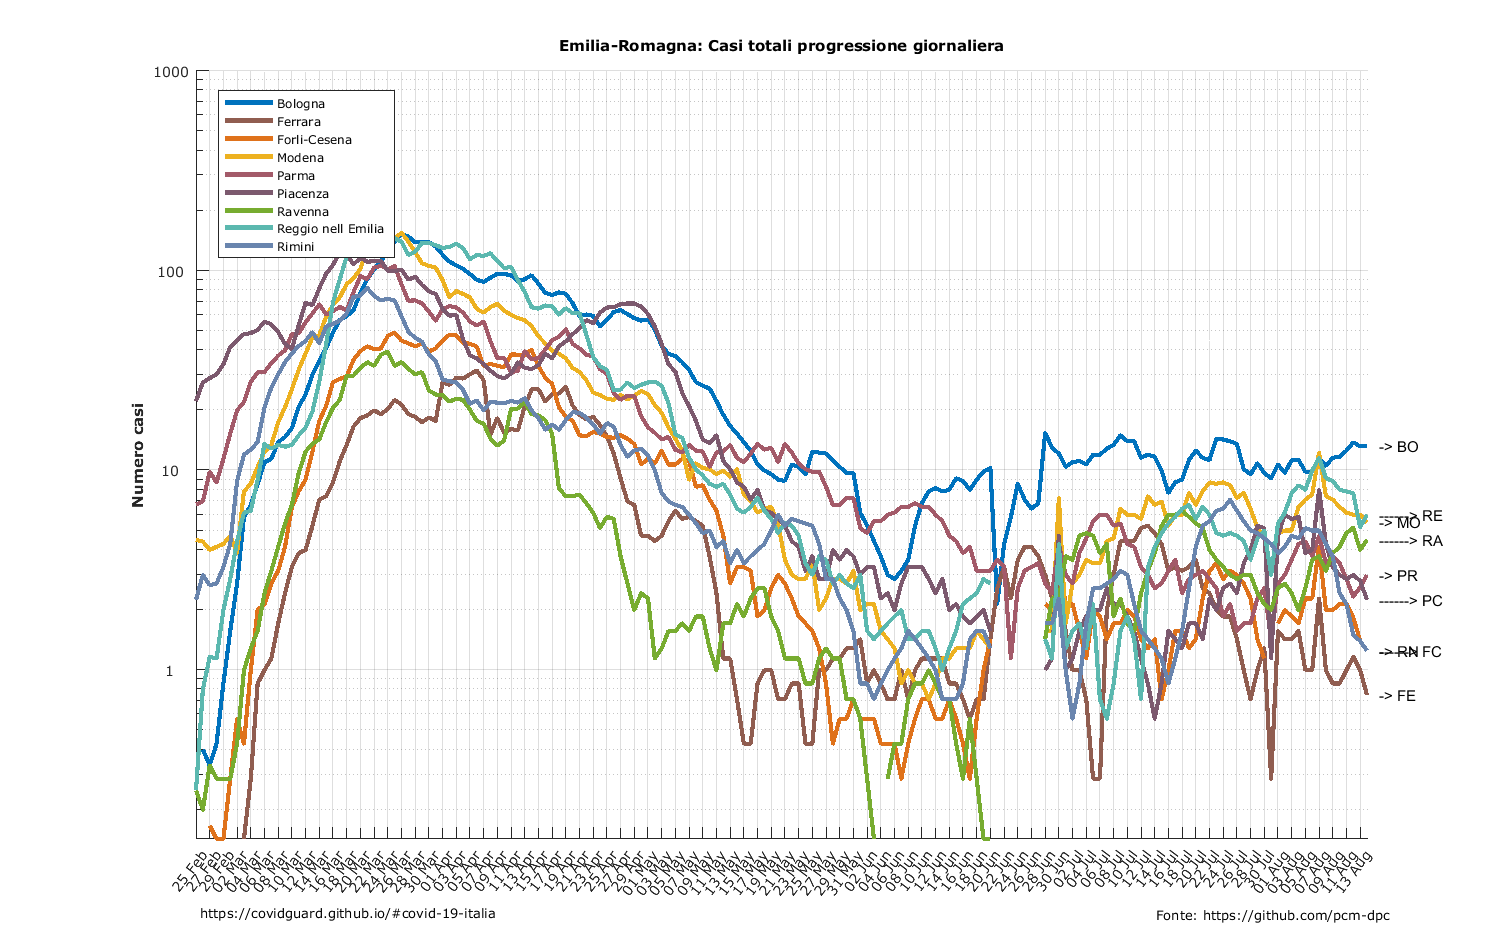 Emilia-Romagna: Casi totali progressione giornaliera
1000
100
10
1
Numero casi
Bologna
Ferrara
Forli-Cesena
Modena
Parma
Piacenza
Ravenna
Reggio nell Emilia
Rimini
-> BO
------> RE
-> MO
------> RA
-> PR
------> PC
-> RN
------> FC
-> FE
25 Feb
27 Feb
29 Feb
02 Mar
04 Mar
06 Mar
08 Mar
10 Mar
12 Mar
14 Mar
16 Mar
18 Mar
20 Mar
22 Mar
24 Mar
26 Mar
28 Mar
30 Mar
01 Apr
03 Apr
05 Apr
07 Apr
09 Apr
11 Apr
13 Apr
15 Apr
17 Apr
19 Apr
21 Apr
23 Apr
25 Apr
27 Apr
29 Apr
01 May
03 May
05 May
07 May
09 May
11 May
13 May
15 May
17 May
19 May
21 May
23 May
25 May
27 May
29 May
31 May
02 Jun
04 Jun
06 Jun
08 Jun
10 Jun
12 Jun
14 Jun
16 Jun
18 Jun
20 Jun
22 Jun
24 Jun
26 Jun
28 Jun
30 Jun
02 Jul
04 Jul
06 Jul
08 Jul
10 Jul
12 Jul
14 Jul
16 Jul
18 Jul
20 Jul
22 Jul
24 Jul
26 Jul
28 Jul
30 Jul
01 Aug
03 Aug
05 Aug
07 Aug
09 Aug
11 Aug
13 Aug
https://covidguard.github.io/#covid-19-italia
Fonte: https://github.com/pcm-dpc